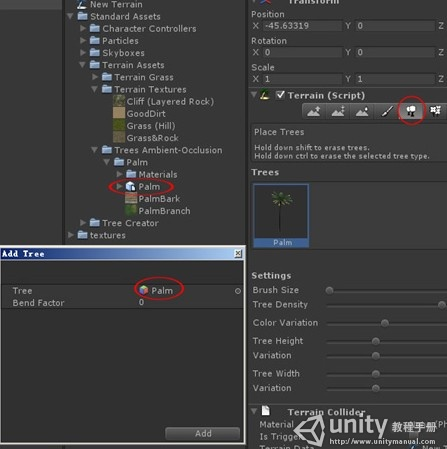 New Terrain
Standard Assets
Character Controllers
Particles
Skyboxes
Terrain Assets
Terrain Grass
Terrain Textures
Cliff (Layered Rock)
GoodDirt
Grass (Hill)
Grass&Rock
Trees Ambient-Occlusion
Palm
Materials
Palm
PalmBark
PalmBranch
Tree Creator
textures
Add Tree
Tree
Palm
Bend Factor
0
Add
Transform
Position
X -45.63319 Y 0 Z
Rotation
X 0 Y 0 Z
Scale
X 1 Y 1 Z
Terrain (Script)
Place Trees
Hold down shift to erase trees.
Hold down ctrl to erase the selected tree type.
Trees
Palm
Settings
Brush Size
Tree Density
Color Variation
Tree Height
Variation
Tree Width
Variation
Terrain Collider
Material
Is Trigger
Terrain Data
unity 教程手册
http://www.unitymanual.com